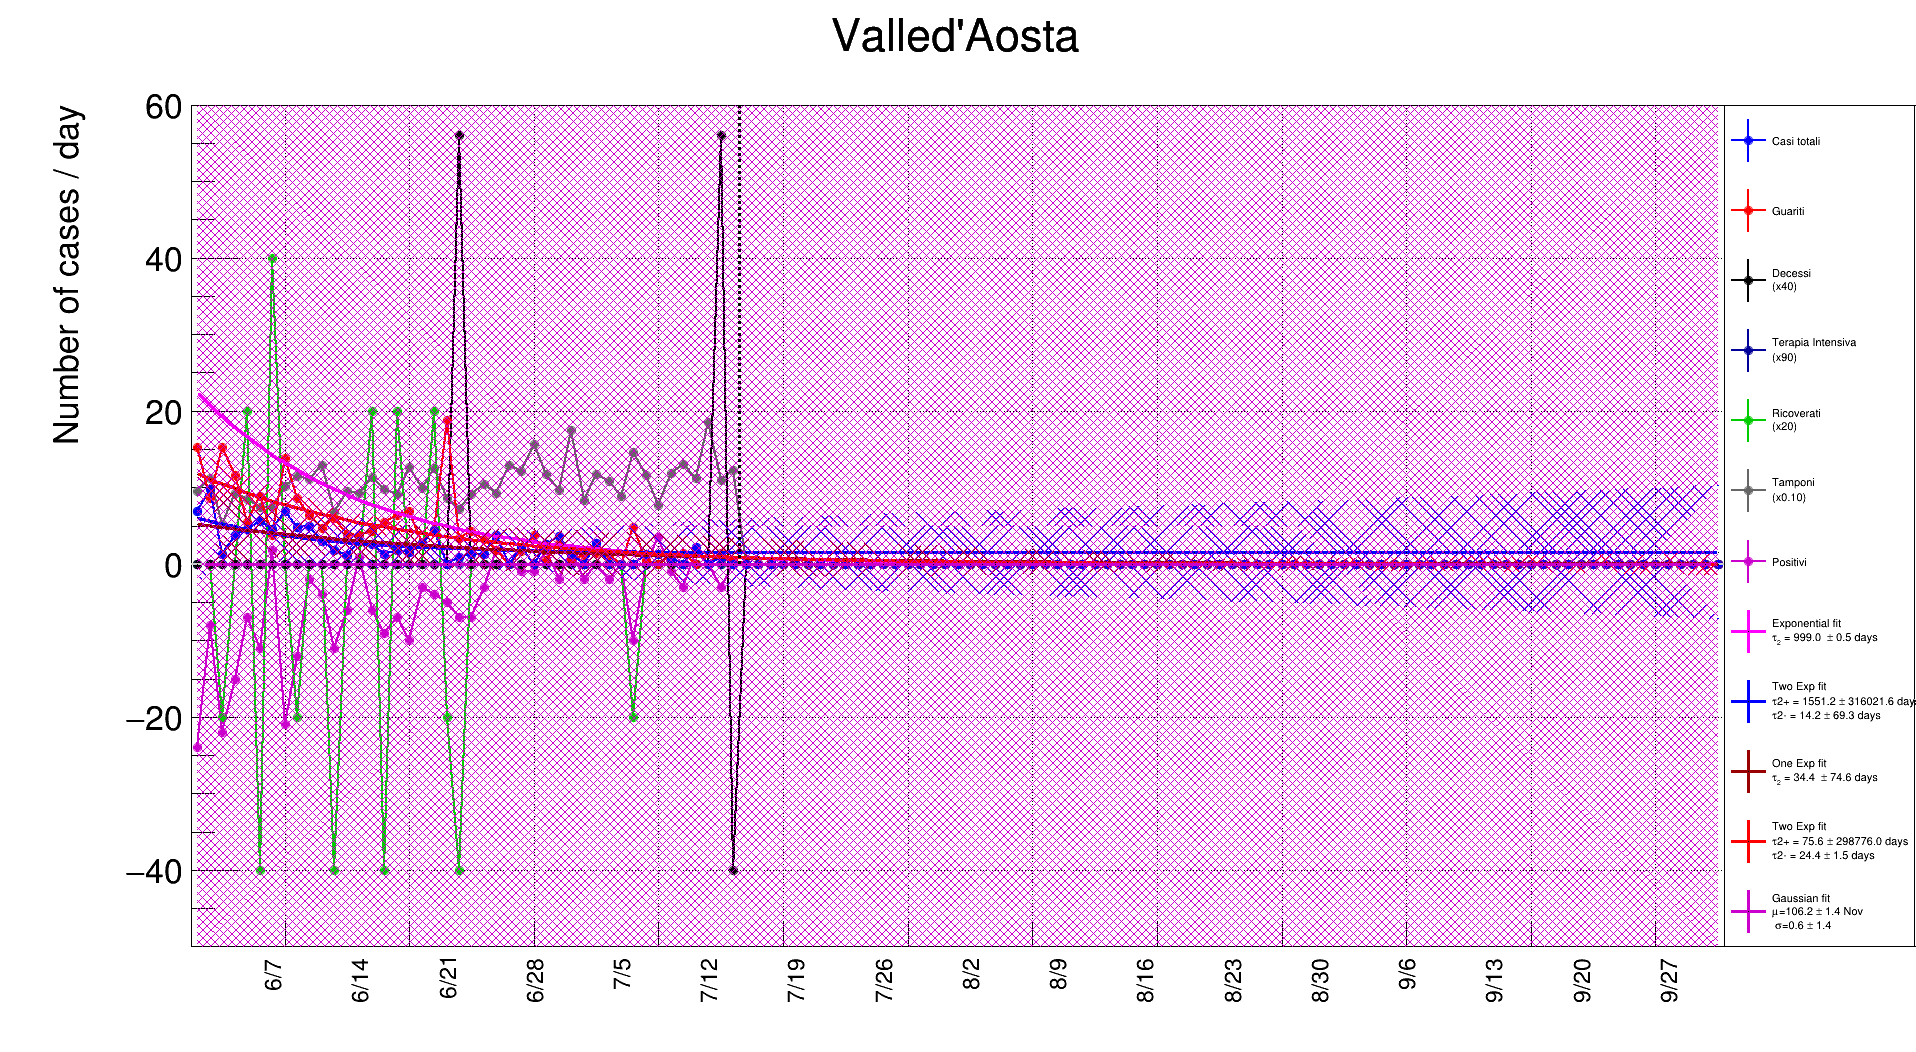 Valled'Aosta
Number of cases / day
60
40
20
0
−20
−40
6/7
6/14
6/21
6/28
7/5
7/12
7/19
7/26
8/2
8/9
8/16
8/23
8/30
9/6
9/13
9/20
9/27
Casi totali
Guariti
Decessi
(x40)
Terapia Intensiva
(x90)
Ricoverati
(x20)
Tamponi
(x0.10)
Positivi
Exponential fit
τ₂ = 999.0 ± 0.5 days
Two Exp fit
τ2+ = 1551.2 ± 316021.6 day
τ2- = 14.2 ± 69.3 days
One Exp fit
τ₂ = 34.4 ± 74.6 days
Two Exp fit
τ2+ = 75.6 ± 298776.0 days
τ2- = 24.4 ± 1.5 days
Gaussian fit
μ=106.2 ± 1.4 Nov
σ=0.6 ± 1.4